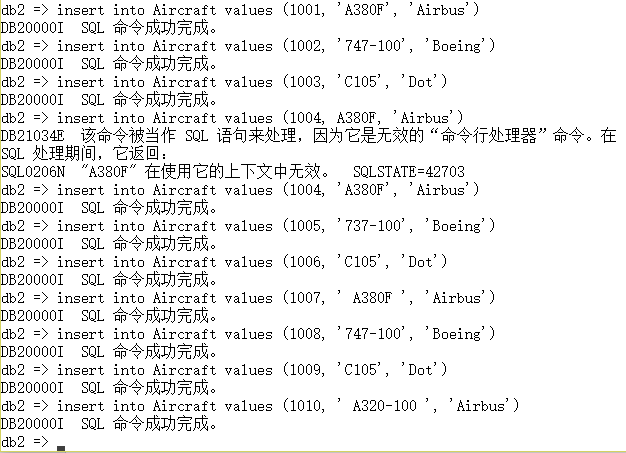 db2 => insert into Aircraft values (1001, 'A380F', 'Airbus')
DB20000I  SQL 命令成功完成。
db2 => insert into Aircraft values (1002, '747-100', 'Boeing')
DB20000I  SQL 命令成功完成。
db2 => insert into Aircraft values (1003, 'C105', 'Dot')
DB20000I  SQL 命令成功完成。
db2 => insert into Aircraft values (1004, A380F, 'Airbus')
DB21034E  该命令被当作 SQL 语句来处理，因为它是无效的“命令行处理器”命令。在
SQL 处理期间，它返回：
SQL0206N  "A380F" 在使用它的上下文中无效。  SQLSTATE=42703
db2 => insert into Aircraft values (1004, 'A380F', 'Airbus')
DB20000I  SQL 命令成功完成。
db2 => insert into Aircraft values (1005, '737-100', 'Boeing')
DB20000I  SQL 命令成功完成。
db2 => insert into Aircraft values (1006, 'C105', 'Dot')
DB20000I  SQL 命令成功完成。
db2 => insert into Aircraft values (1007, ' A380F ', 'Airbus')
DB20000I  SQL 命令成功完成。
db2 => insert into Aircraft values (1008, '747-100', 'Boeing')
DB20000I  SQL 命令成功完成。
db2 => insert into Aircraft values (1009, 'C105', 'Dot')
DB20000I  SQL 命令成功完成。
db2 => insert into Aircraft values (1010, ' A320-100 ', 'Airbus')
DB20000I  SQL 命令成功完成。
db2 =>